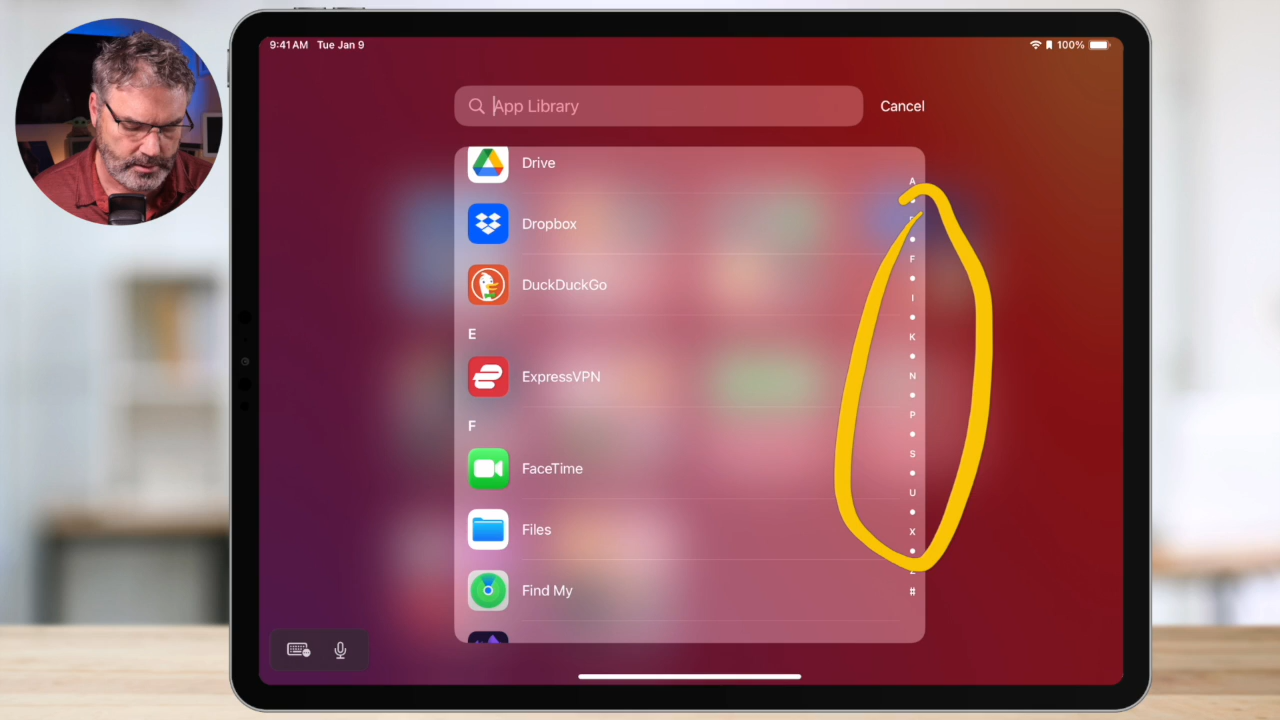 9:41 AM Tue Jan 9
100%
App Library
Cancel
Drive
Dropbox
DuckDuckGo
E
ExpressVPN
F
FaceTime
Files
Find My
A
F
I
K
N
P
S
U
X
#